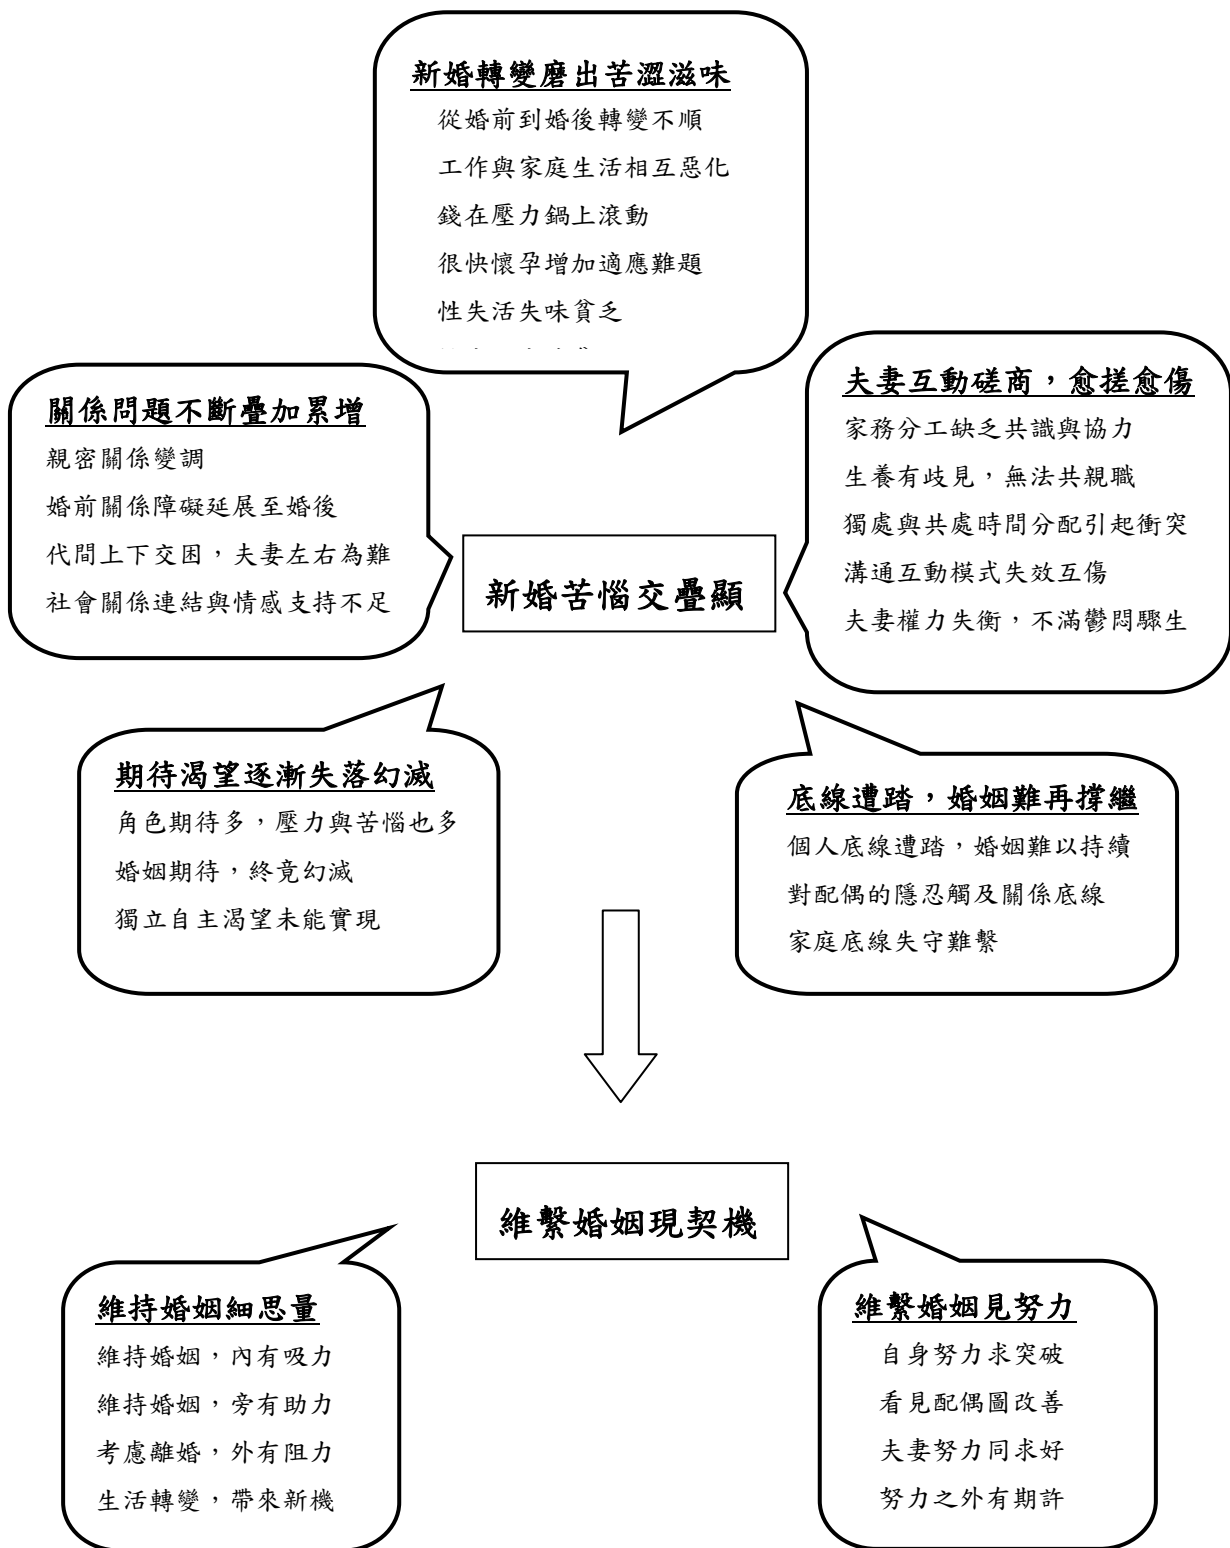 新婚轉變磨出苦澀滋味
從婚前到婚後轉變不順
工作與家庭生活相互惡化
錢在壓力鍋上滾動
很快懷孕增加適應難題
性失活失味貧乏
關係問題不斷疊加累增
親密關係變調
婚前關係障礙延展至婚後
代間上下交困，夫妻左右為難
社會關係連結與情感支持不足
夫妻互動磋商，愈搓愈傷
家務分工缺乏共識與協力
生養有歧見，無法共親職
獨處與共處時間分配引起衝突
溝通互動模式失效互傷
夫妻權力失衡，不滿鬱悶驟生
新婚苦惱交疊顯
期待渴望逐漸失落幻滅
角色期待多，壓力與苦惱也多
婚姻期待，終竟幻滅
獨立自主渴望未能實現
底線遭踏，婚姻難再撐繼
個人底線遭踏，婚姻難以持續
對配偶的隱忍觸及關係底線
家庭底線失守難繫
維繫婚姻現契機
維持婚姻細思量
維持婚姻，內有吸力
維持婚姻，旁有助力
考慮離婚，外有阻力
生活轉變，帶來新機
維繫婚姻見努力
自身努力求突破
看見配偶圖改善
夫妻努力同求好
努力之外有期許